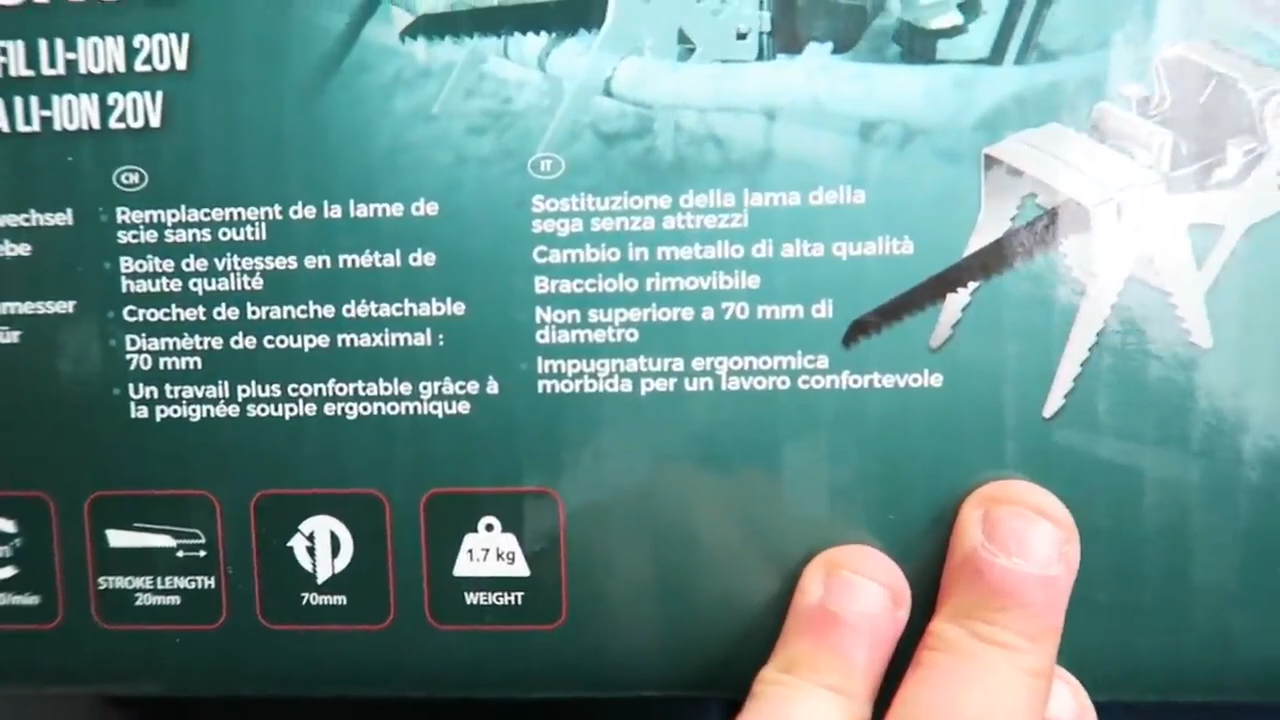 FIL LI-ION 20V
A LI-ION 20V
CH
Remplacement de la lame de
scie sans outil
Boîte de vitesses en métal de
haute qualité
Crochet de branche détachable
Diamètre de coupe maximal :
70 mm
Un travail plus confortable grâce à
la poignée souple ergonomique
IT
Sostituzione della lama della
sega senza attrezzi
Cambio in metallo di alta qualità
Bracciolo rimovibile
Non superiore a 70 mm di
diametro
Impugnatura ergonomica
morbida per un lavoro confortevole
STROKE LENGTH
20mm
70mm
1.7 kg
WEIGHT